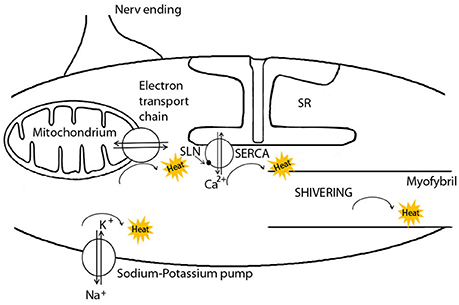 Nerv ending
Electron
transport
chain
SR
Mitochondrium
SLN
SERCA
Heat
Heat
Ca2+
Myofybril
SHIVERING
Heat
K+
Heat
Sodium-Potassium pump
Na+